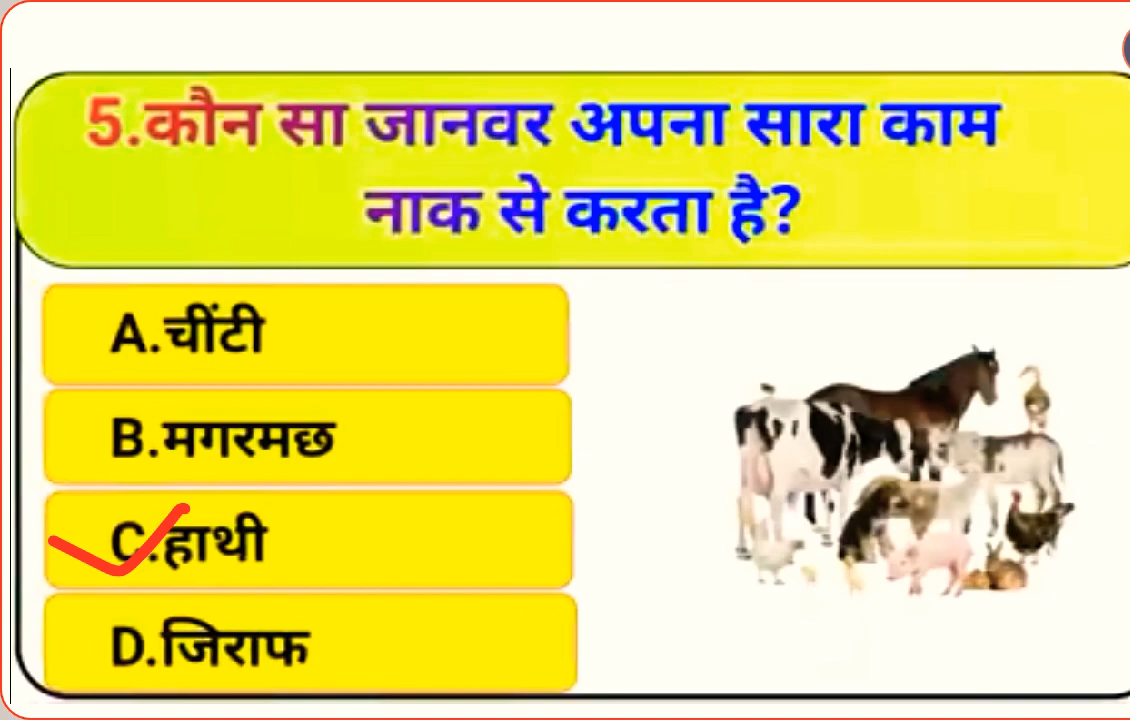 5.कौन सा जानवर अपना सारा काम
नाक से करता है?
A.चींटी
B.मगरमछ
C.हाथी
D.जिराफ